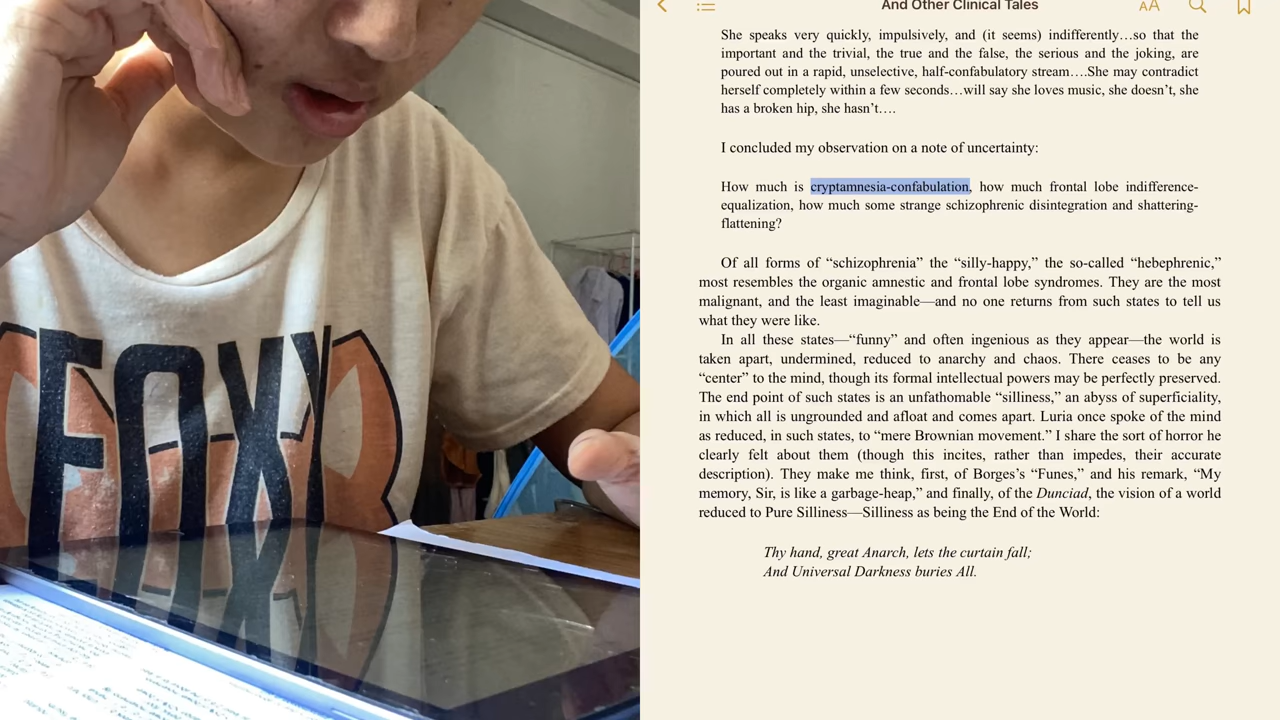 FOXY
And Other Clinical Tales
AA
She speaks very quickly, impulsively, and (it seems) indifferently…so that the
important and the trivial, the true and the false, the serious and the joking, are
poured out in a rapid, unselective, half-confabulatory stream….She may contradict
herself completely within a few seconds…will say she loves music, she doesn’t, she
has a broken hip, she hasn’t….
I concluded my observation on a note of uncertainty:
How much is cryptamnesia-confabulation, how much frontal lobe indifference-
equalization, how much some strange schizophrenic disintegration and shattering-
flattening?
Of all forms of “schizophrenia” the “silly-happy,” the so-called “hebephrenic,”
most resembles the organic amnestic and frontal lobe syndromes. They are the most
malignant, and the least imaginable—and no one returns from such states to tell us
what they were like.
In all these states—“funny” and often ingenious as they appear—the world is
taken apart, undermined, reduced to anarchy and chaos. There ceases to be any
“center” to the mind, though its formal intellectual powers may be perfectly preserved.
The end point of such states is an unfathomable “silliness,” an abyss of superficiality,
in which all is ungrounded and afloat and comes apart. Luria once spoke of the mind
as reduced, in such states, to “mere Brownian movement.” I share the sort of horror he
clearly felt about them (though this incites, rather than impedes, their accurate
description). They make me think, first, of Borges’s “Funes,” and his remark, “My
memory, Sir, is like a garbage-heap,” and finally, of the Dunciad, the vision of a world
reduced to Pure Silliness—Silliness as being the End of the World:
Thy hand, great Anarch, lets the curtain fall;
And Universal Darkness buries All.